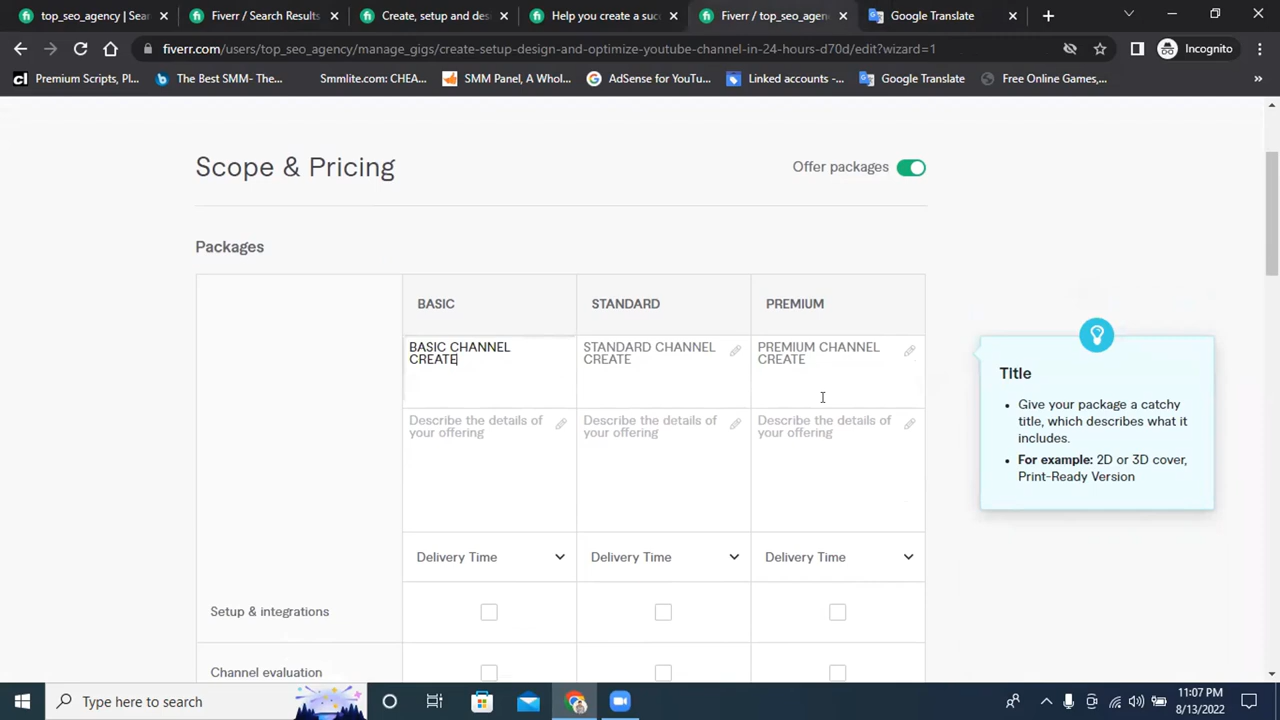 top_seo_agency | Sear
Fiverr / Search Results
Create, setup and des
Help you create a suc
Fiverr / top_seo_agenc
Google Translate
fiverr.com/users/top_seo_agency/manage_gigs/create-setup-design-and-optimize-youtube-channel-in-24-hours-d70d/edit?wizard=1
Incognito
Premium Scripts, Pl...
The Best SMM- The...
Smmlite.com: CHEA...
SMM Panel, A Whol...
AdSense for YouTu...
Linked accounts -...
Google Translate
Free Online Games,...
Scope & Pricing
Offer packages
Packages
BASIC
STANDARD
PREMIUM
BASIC CHANNEL
CREATE
STANDARD CHANNEL
CREATE
PREMIUM CHANNEL
CREATE
Describe the details of
your offering
Describe the details of
your offering
Describe the details of
your offering
Delivery Time
Delivery Time
Delivery Time
Setup & integrations
Channel evaluation
Title
• Give your package a catchy
title, which describes what it
includes.
• For example: 2D or 3D cover,
Print-Ready Version
Type here to search
11:07 PM
8/13/2022